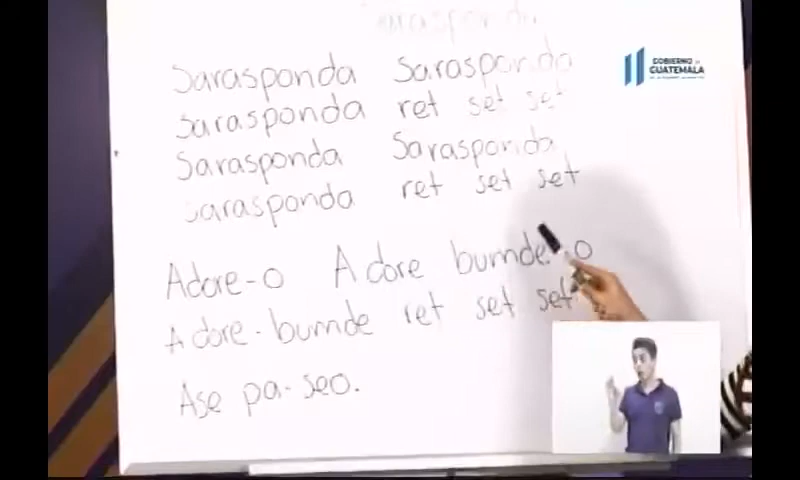 Sarasponda
Sarasponda Sarasponda
Sarasponda ret set set
Sarasponda Sarasponda
Sarasponda ret set set
Adore-o Adore bumde-o
Adore-bumde ret set set
Ase pa-seo.
GOBIERNO de
GUATEMALA